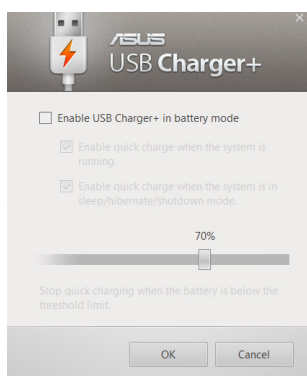 ASUS
USB Charger+
Enable USB Charger+ in battery mode
Enable quick charge when the system is
running.
Enable quick charge when the system is in
sleep/hibernate/shutdown mode.
70%
Stop quick charging when the battery is below the
threshold limit.
OK Cancel